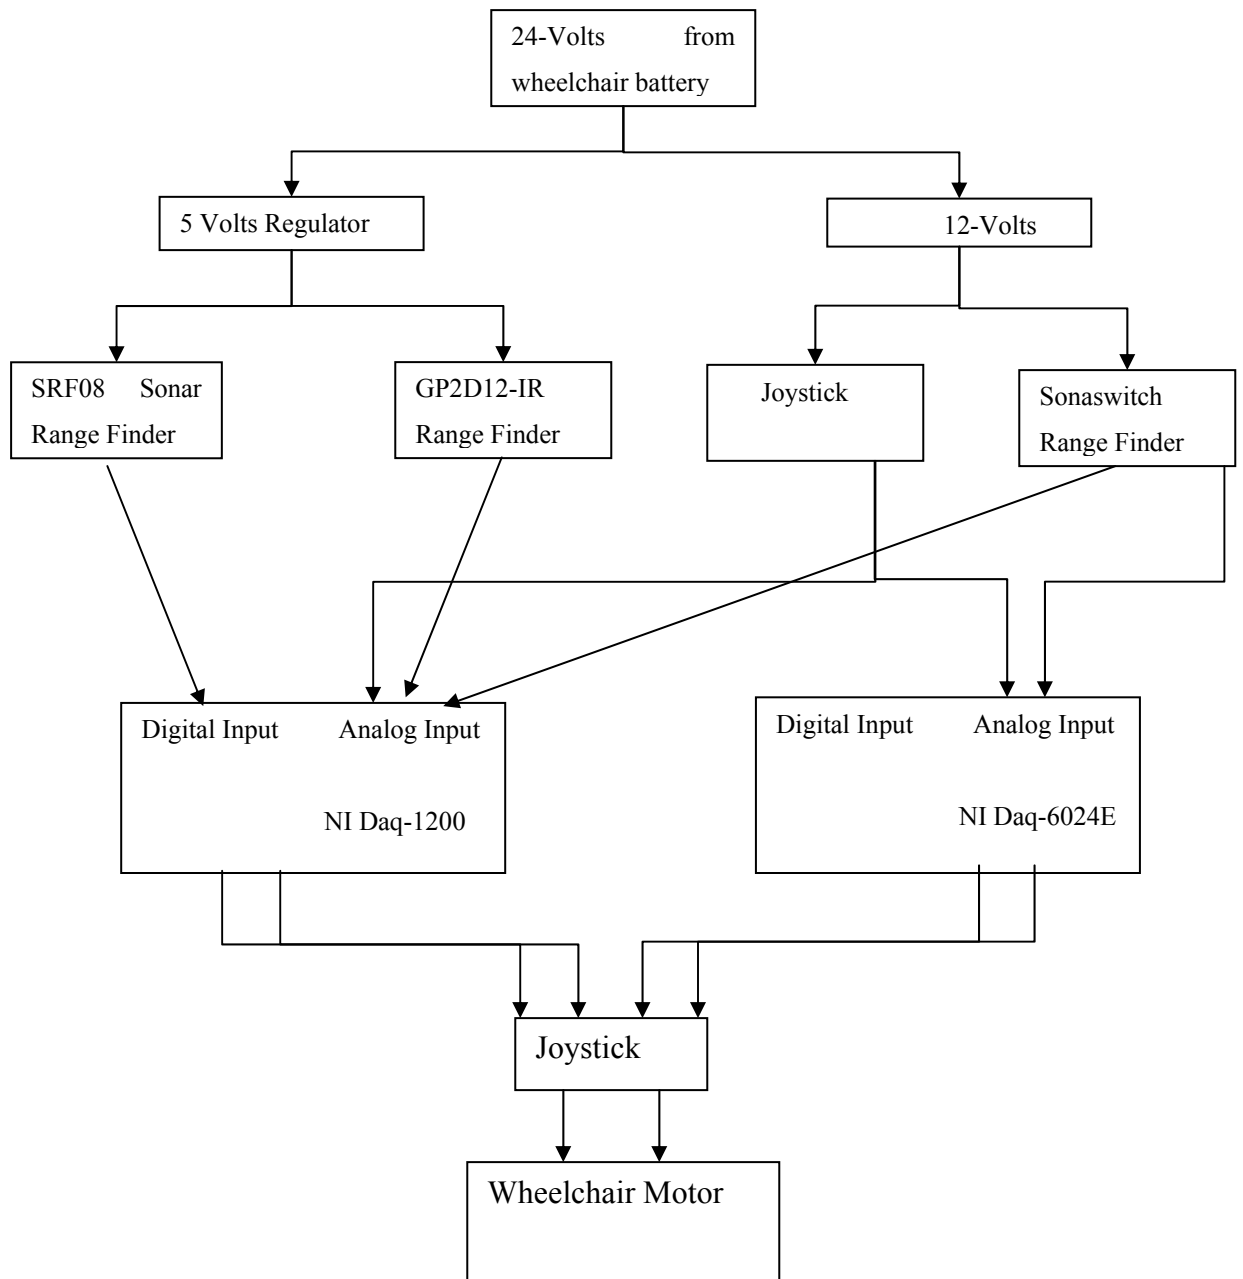 24-Volts from
wheelchair battery
5 Volts Regulator
12-Volts
SRF08 Sonar
Range Finder
GP2D12-IR
Range Finder
Joystick
Sonaswitch
Range Finder
Digital Input Analog Input
NI Daq-1200
Digital Input Analog Input
NI Daq-6024E
Joystick
Wheelchair Motor